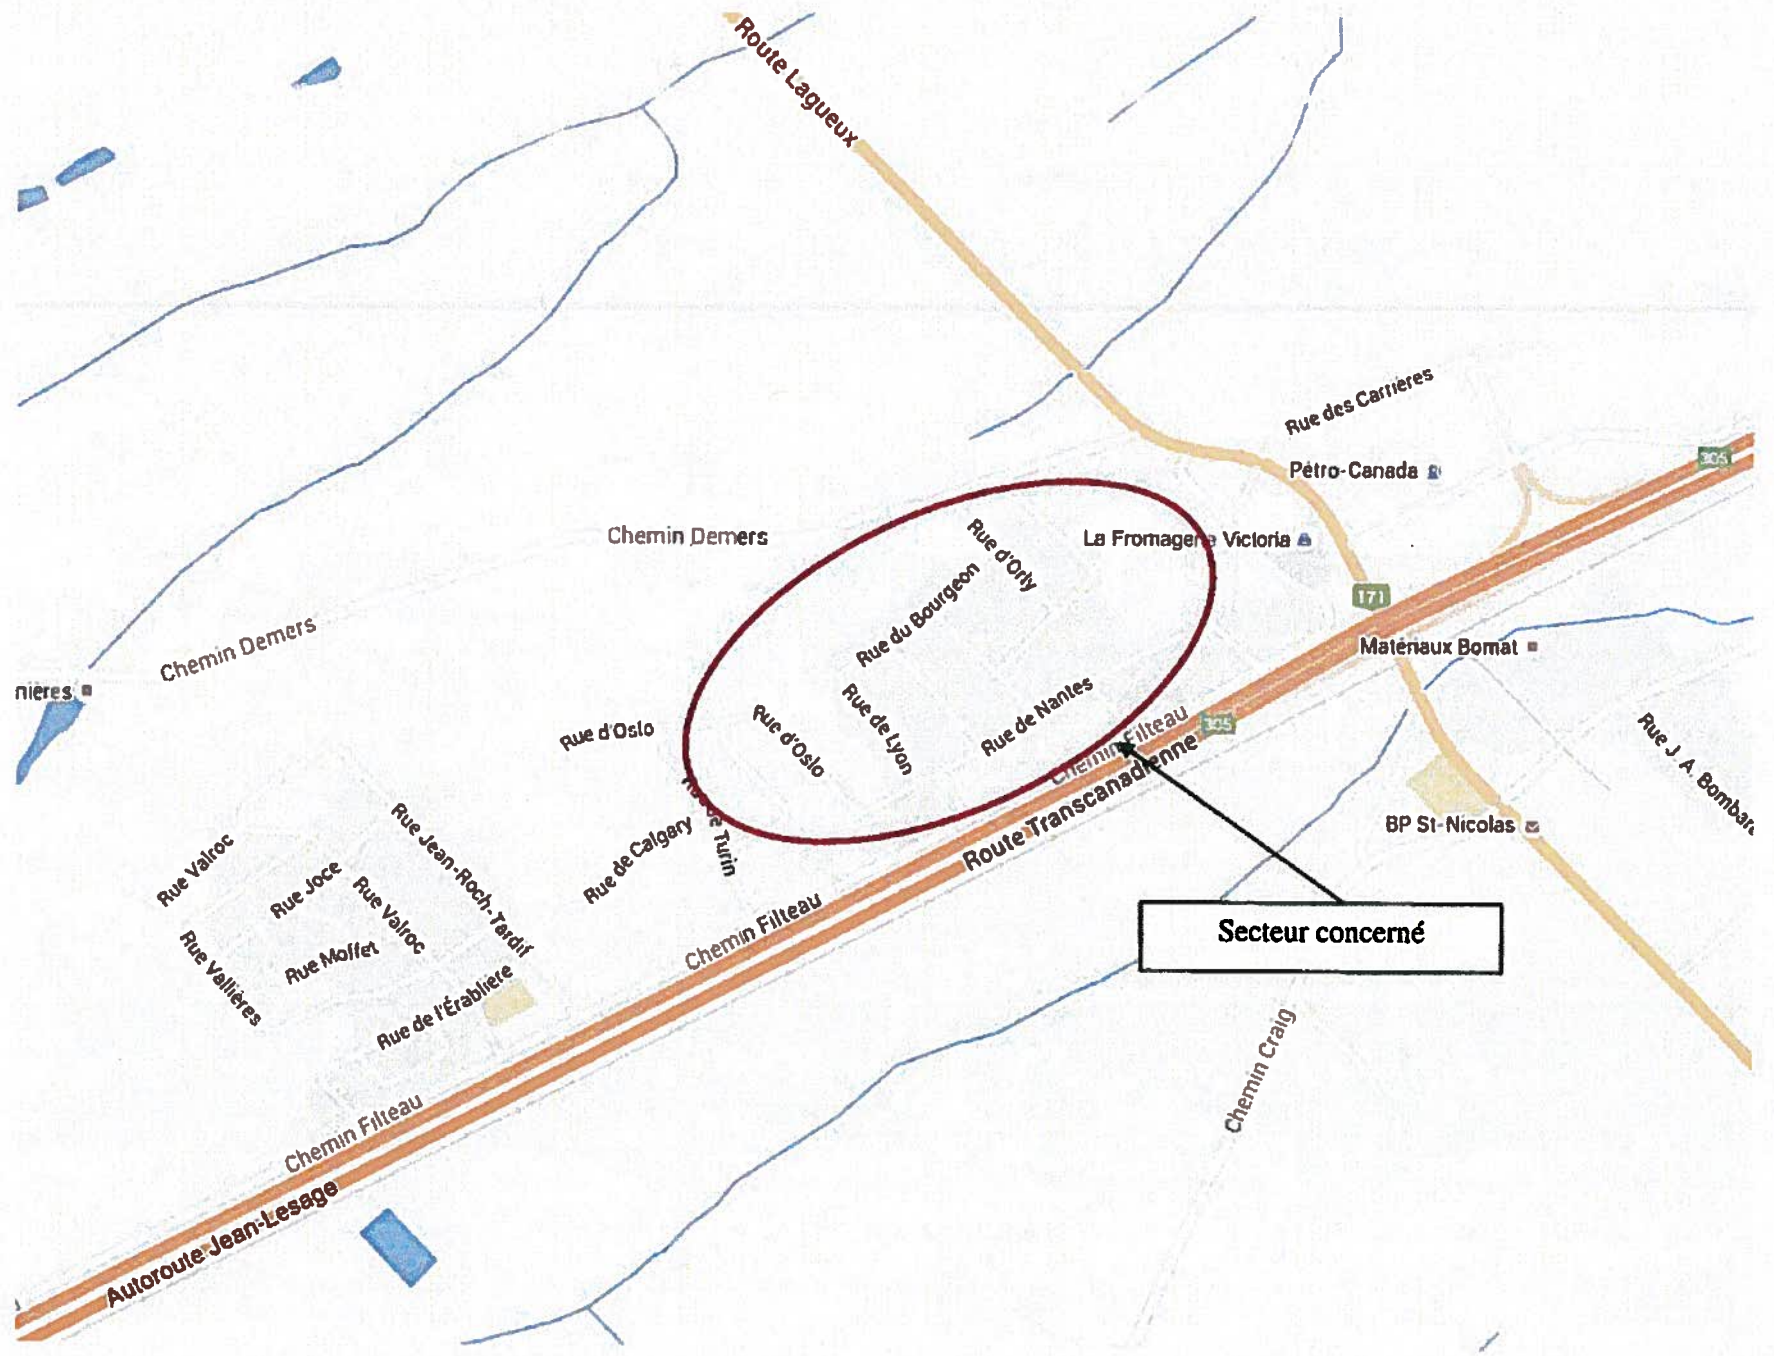 Route Lagueux
Rue des Carrières
Pétro-Canada
305
Chemin Demers
La Fromagerie Victoria
Rue d'Orly
Rue du Bourgeon
171
Chemin Demers
Matériaux Bomat
nières
Rue d'Oslo
Rue d'Oslo
Rue de Lyon
Rue de Nantes
Chemin Filteau
305
Route Transcanadienne
Rue J. A. Bombard
Rue de Turin
Rue de Calgary
BP St-Nicolas
Rue Valroc
Rue Joce
Rue Valroc
Rue Jean-Roch-Tardif
Rue Moffet
Rue Vallières
Rue de l'Érablière
Chemin Filteau
Secteur concerné
Chemin Craig
Chemin Filteau
Autoroute Jean-Lesage